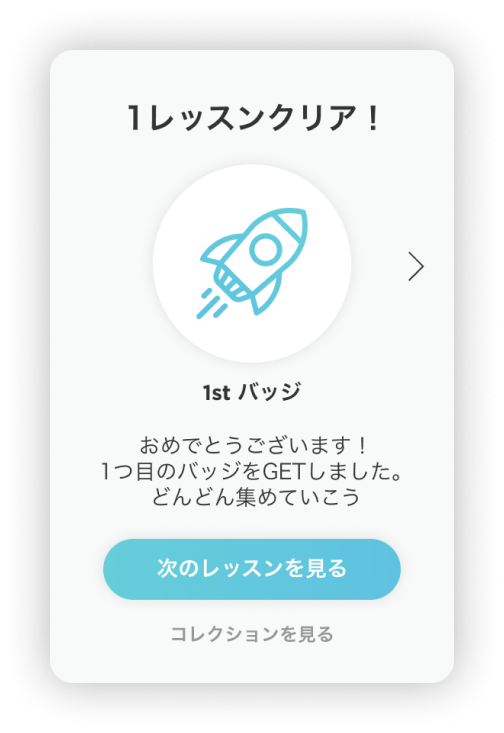 1レッスンクリア！
1st バッジ
おめでとうございます！
1つ目のバッジをGETしました。
どんどん集めていこう
次のレッスンを見る
コレクションを見る